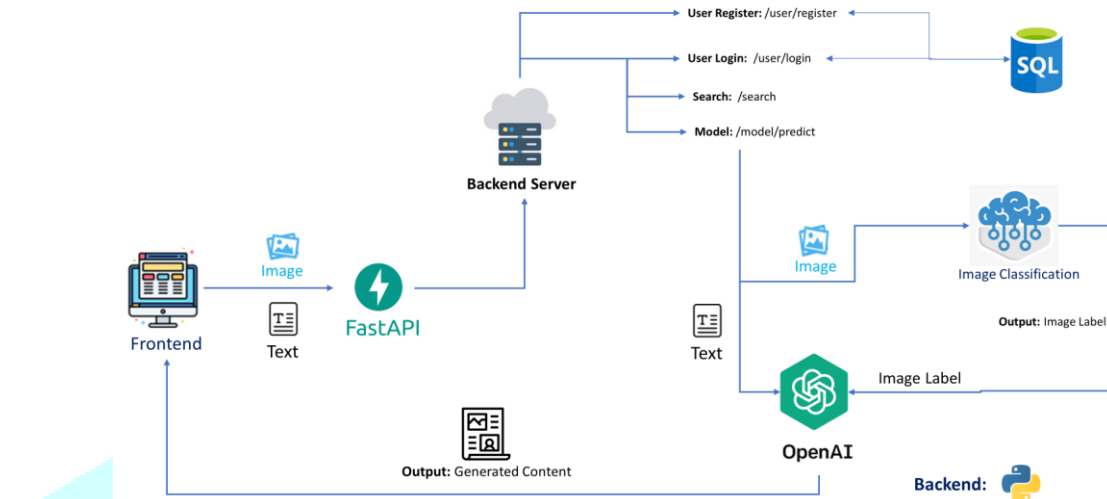 User Register: /user/register
User Login: /user/login
SQL
Search: /search
Model: /model/predict
Backend Server
Image
Image
Image Classification
FastAPI
Frontend
Text
Text
Output: Image Label
Image Label
OpenAI
Output: Generated Content
Backend: